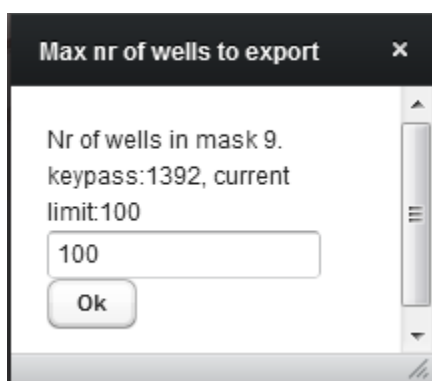 Max nr of wells to export ×
Nr of wells in mask 9.
keypass:1392, current
limit:100
100
Ok